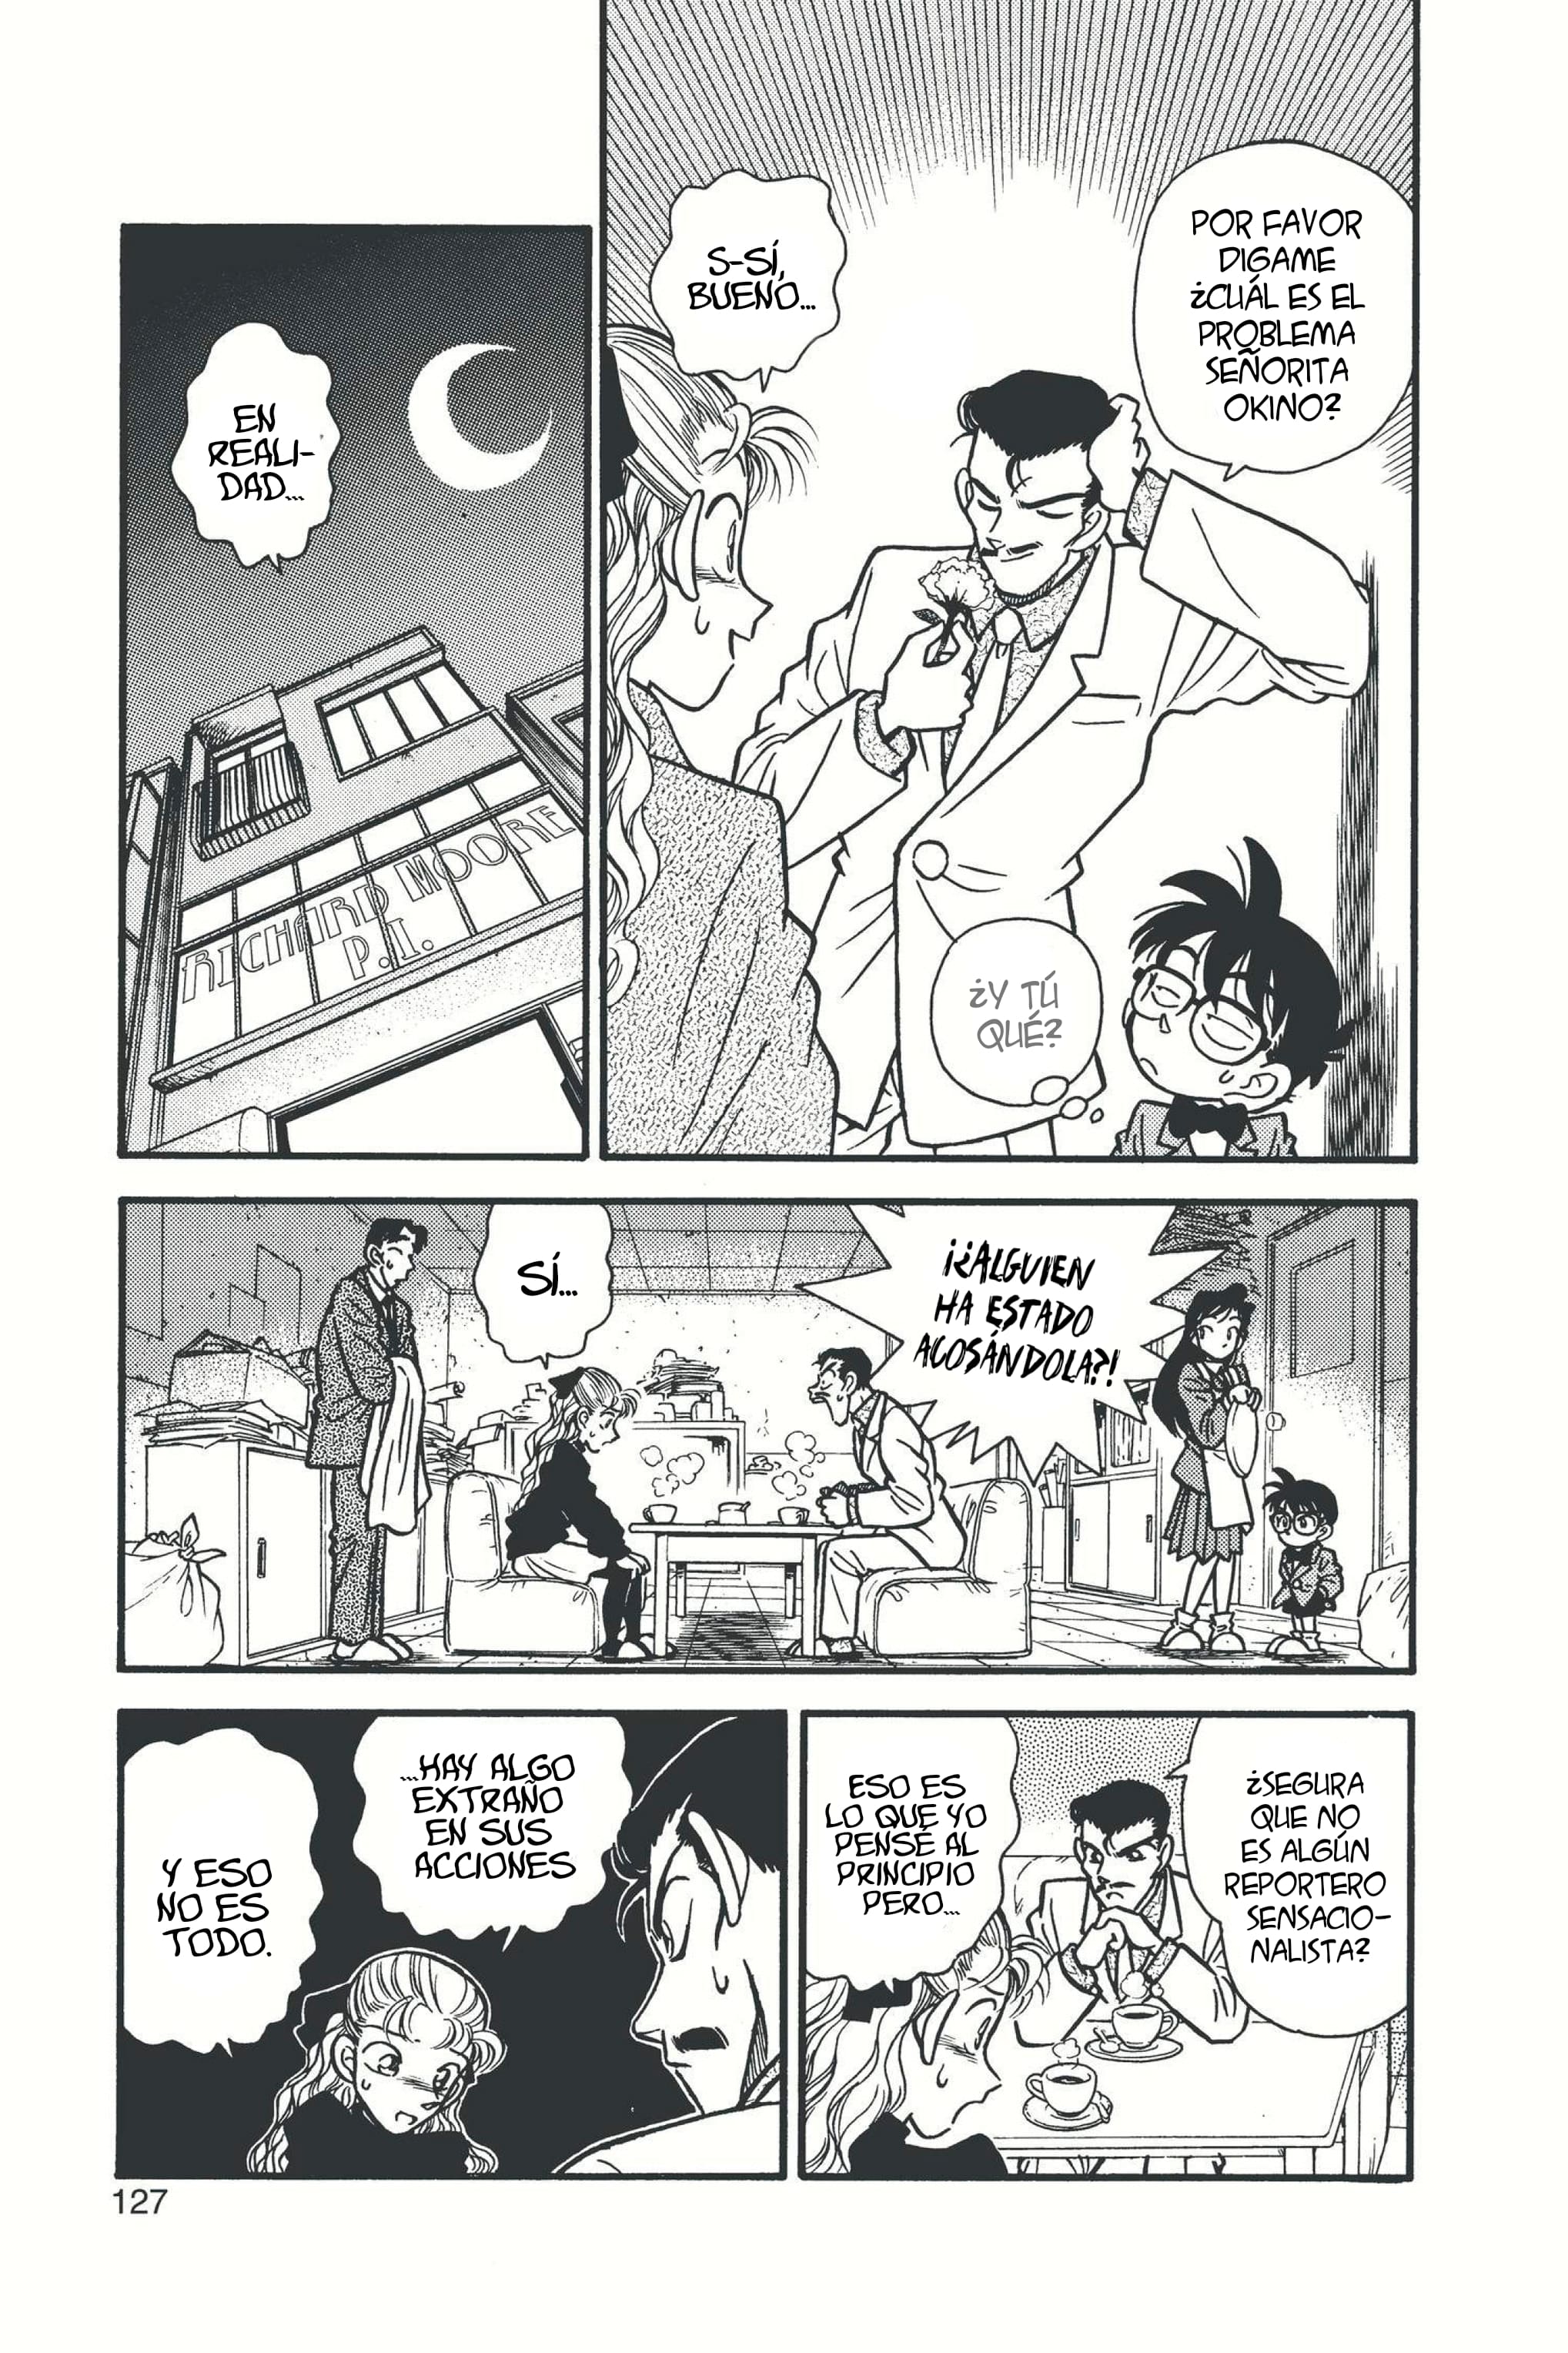 POR FAVOR
DIGAME
¿CUÁL ES EL
PROBLEMA
SEÑORITA
OKINO?
S-SÍ,
BUENO...
¿Y TÚ
QUÉ?
EN
REALI-
DAD...
RICHARD MOORE
P.I.
¡¿ALGUIEN
HA ESTADO
ACOSÁNDOLA?!
SÍ...
¿SEGURA
QUE NO
ES ALGÚN
REPORTERO
SENSACIO-
NALISTA?
ESO ES
LO QUE YO
PENSÉ AL
PRINCIPIO
PERO...
...HAY ALGO
EXTRAÑO
EN SUS
ACCIONES
Y ESO
NO ES
TODO.
127